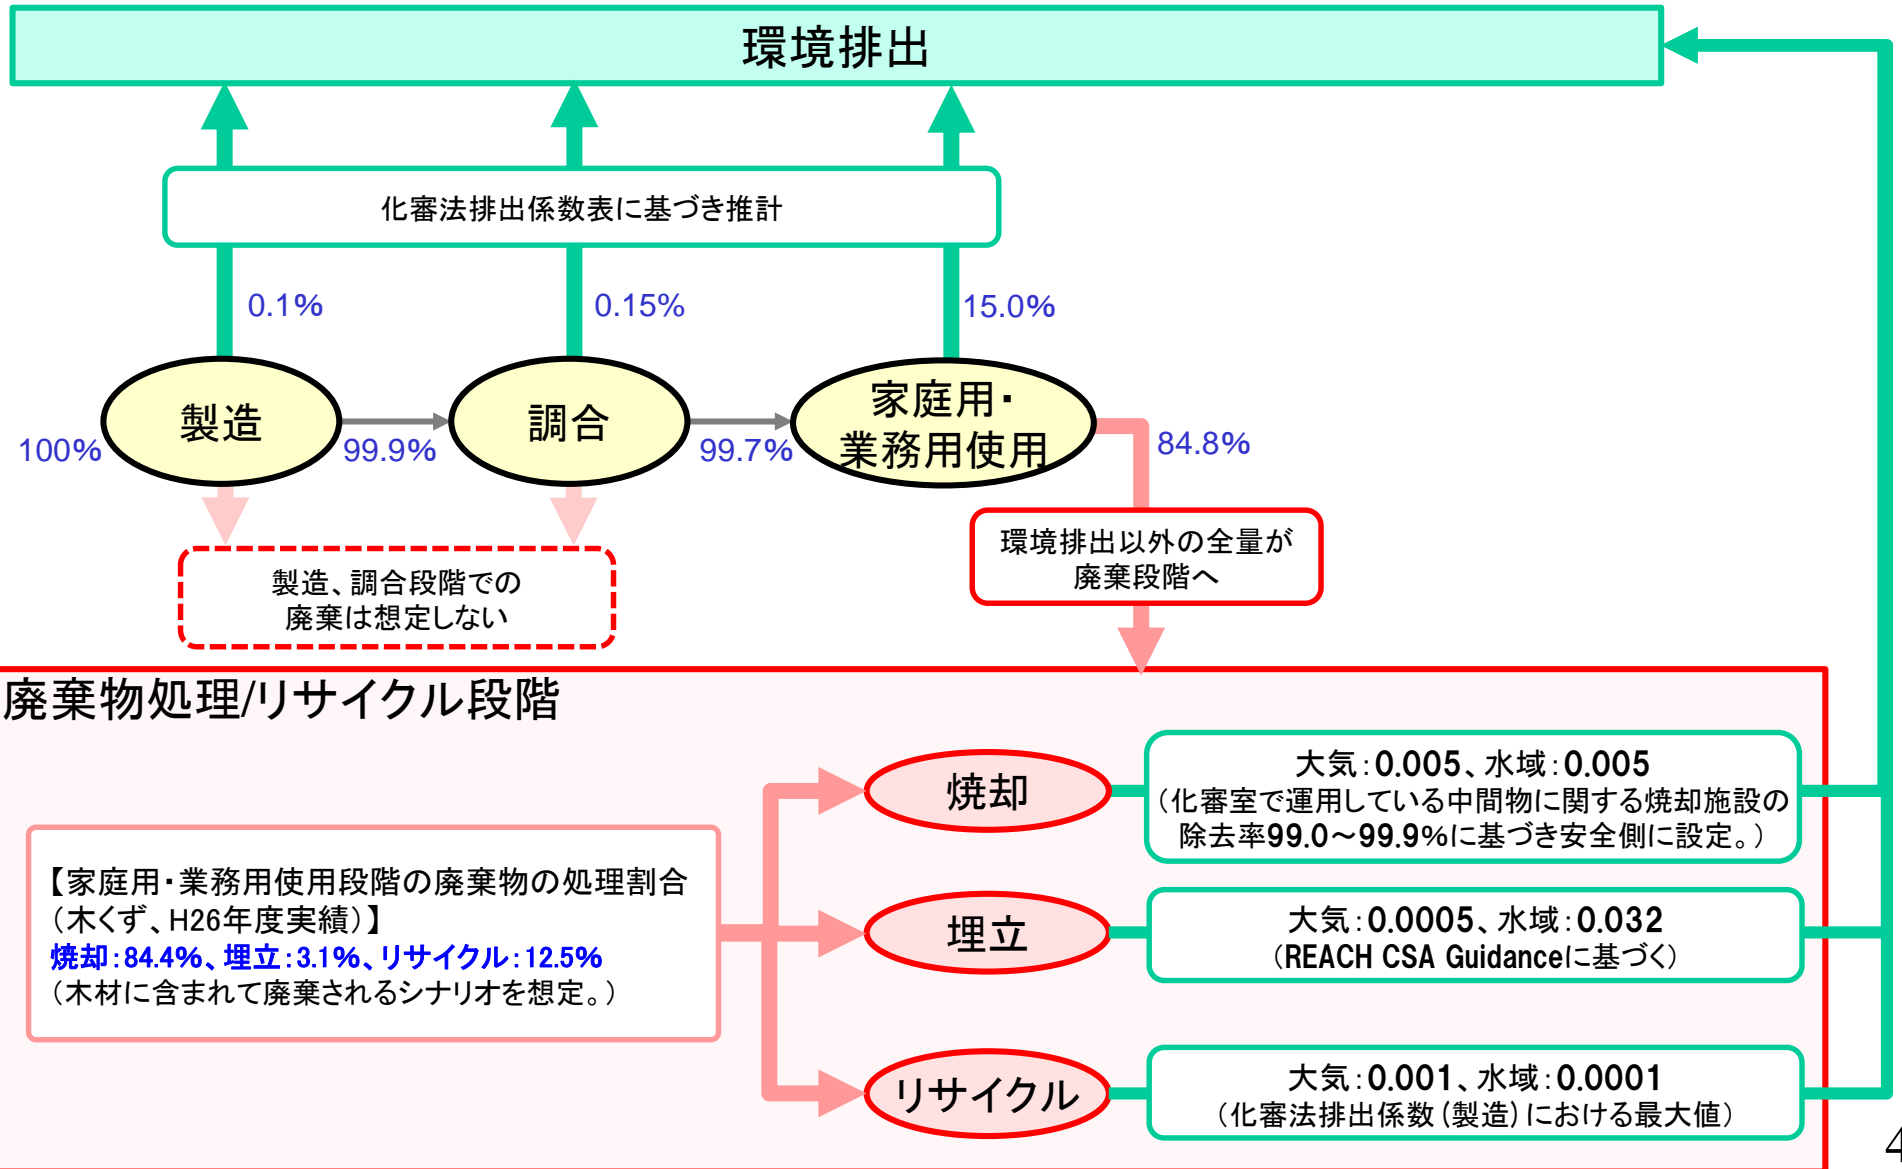 環境排出
化審法排出係数表に基づき推計
0.1%
0.15%
15.0%
製造
調合
家庭用・
業務用使用
100%
99.9%
99.7%
84.8%
環境排出以外の全量が
廃棄段階へ
製造、調合段階での
廃棄は想定しない
廃棄物処理/リサイクル段階
【家庭用・業務用使用段階の廃棄物の処理割合
（木くず、H26年度実績）】
焼却：84.4%、埋立：3.1%、リサイクル：12.5%
（木材に含まれて廃棄されるシナリオを想定。）
焼却
大気：0.005、水域：0.005
（化審室で運用している中間物に関する焼却施設の
除去率99.0～99.9%に基づき安全側に設定。）
埋立
大気：0.0005、水域：0.032
（REACH CSA Guidanceに基づく）
リサイクル
大気：0.001、水域：0.0001
（化審法排出係数（製造）における最大値）
4